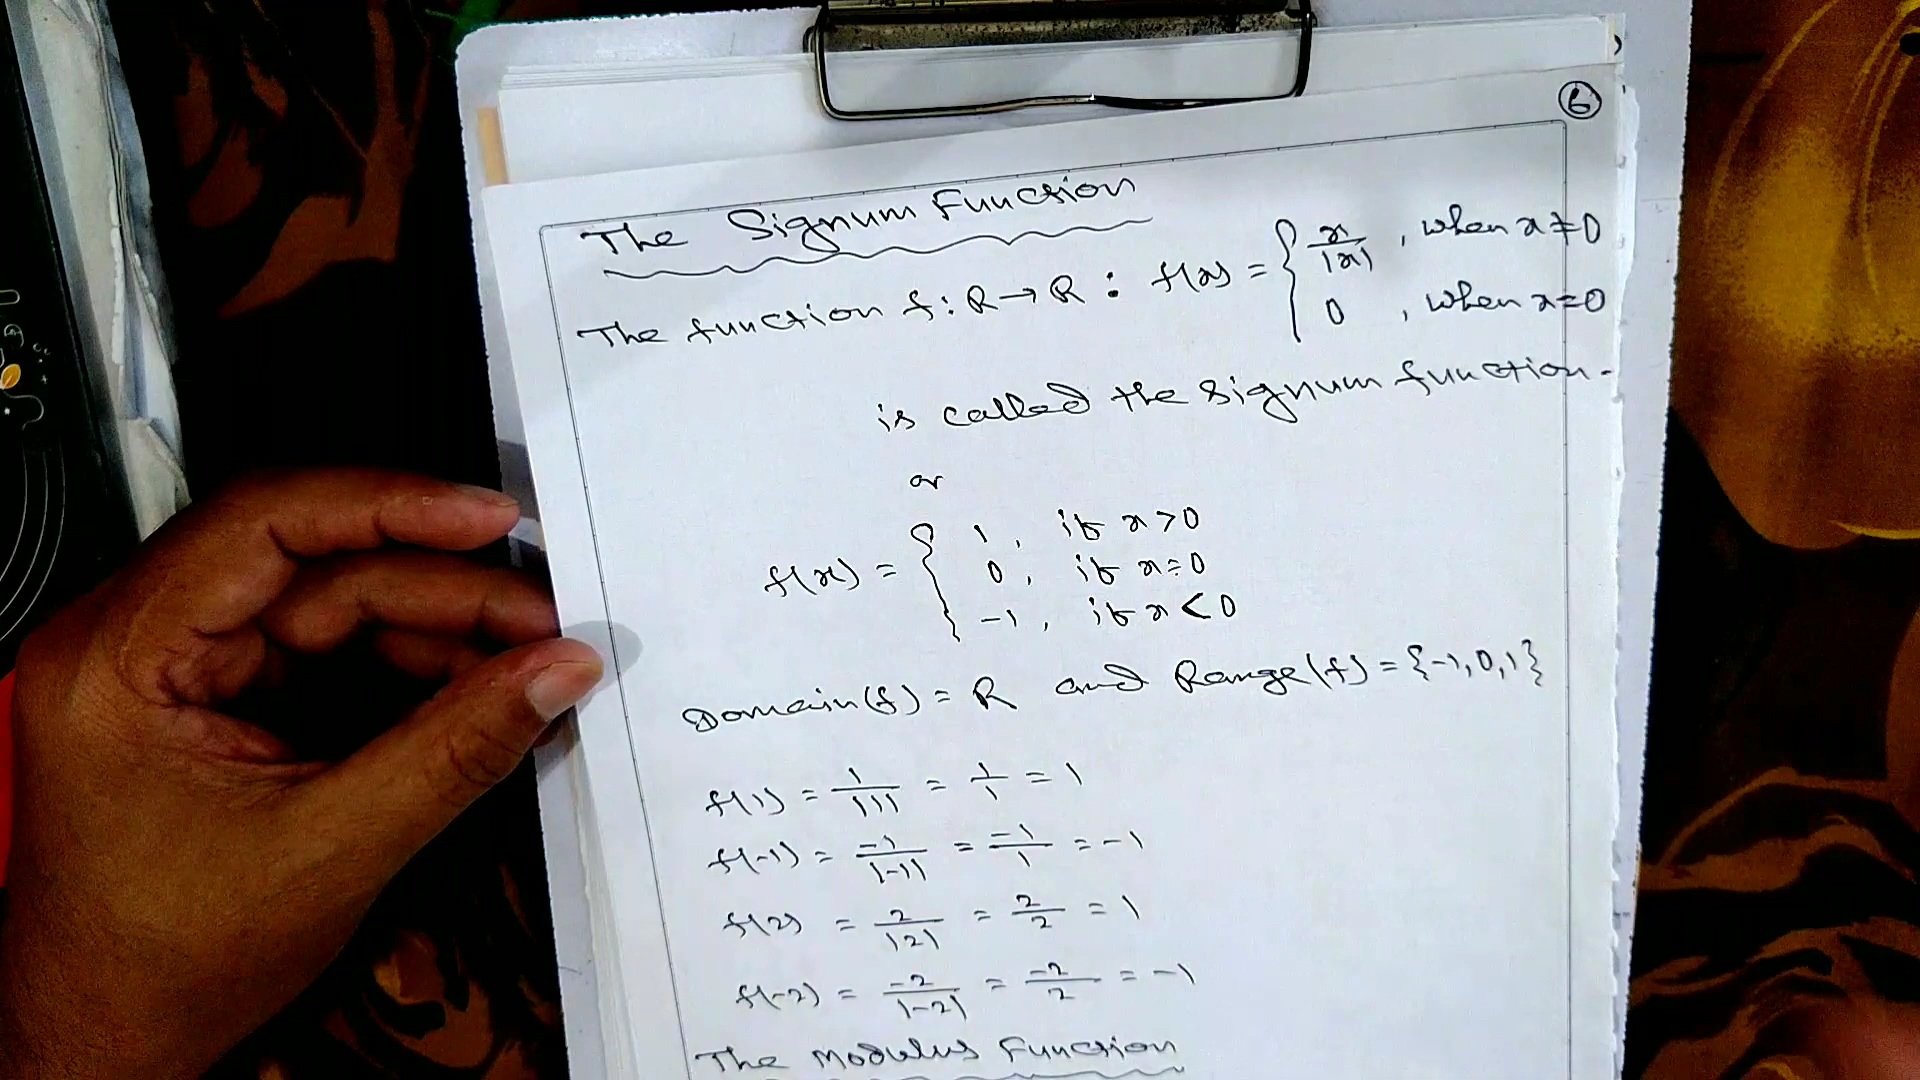 6
The Signum Function
The function f: R → R : f(x) = { x/|x| , when x ≠ 0
0 , when x = 0
is called the signum function.
or
f(x) = { 1, if x > 0
0, if x = 0
-1, if x < 0
Domain(f) = R and Range(f) = {-1, 0, 1}
f(1) = 1/|1| = 1/1 = 1
f(-1) = -1/|-1| = -1/1 = -1
f(2) = 2/|2| = 2/2 = 1
f(-2) = -2/|-2| = -2/2 = -1
The Modulus Function